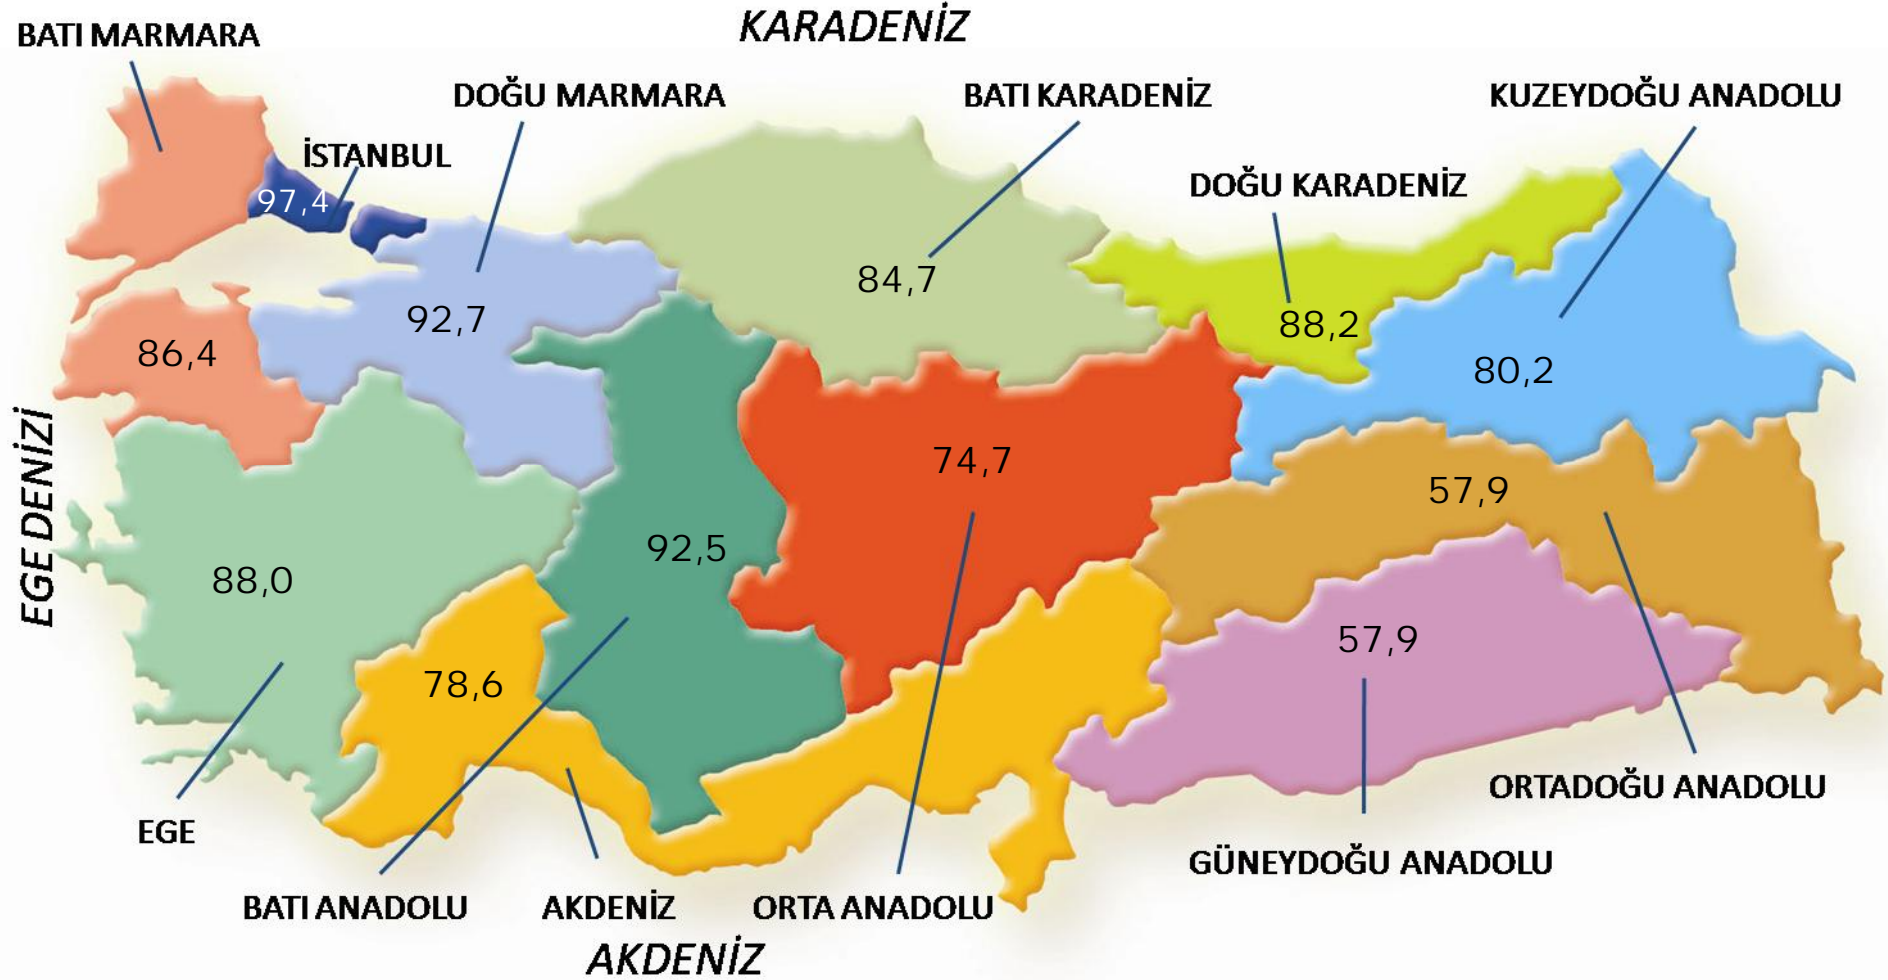 KARADENİZ
BATI MARMARA
DOĞU MARMARA
BATI KARADENİZ
KUZEYDOĞU ANADOLU
İSTANBUL
97,4
DOĞU KARADENİZ
84,7
92,7
88,2
86,4
80,2
74,7
57,9
EGE DENİZİ
92,5
88,0
57,9
78,6
ORTADOĞU ANADOLU
EGE
GÜNEYDOĞU ANADOLU
BATI ANADOLU
AKDENİZ
ORTA ANADOLU
AKDENİZ